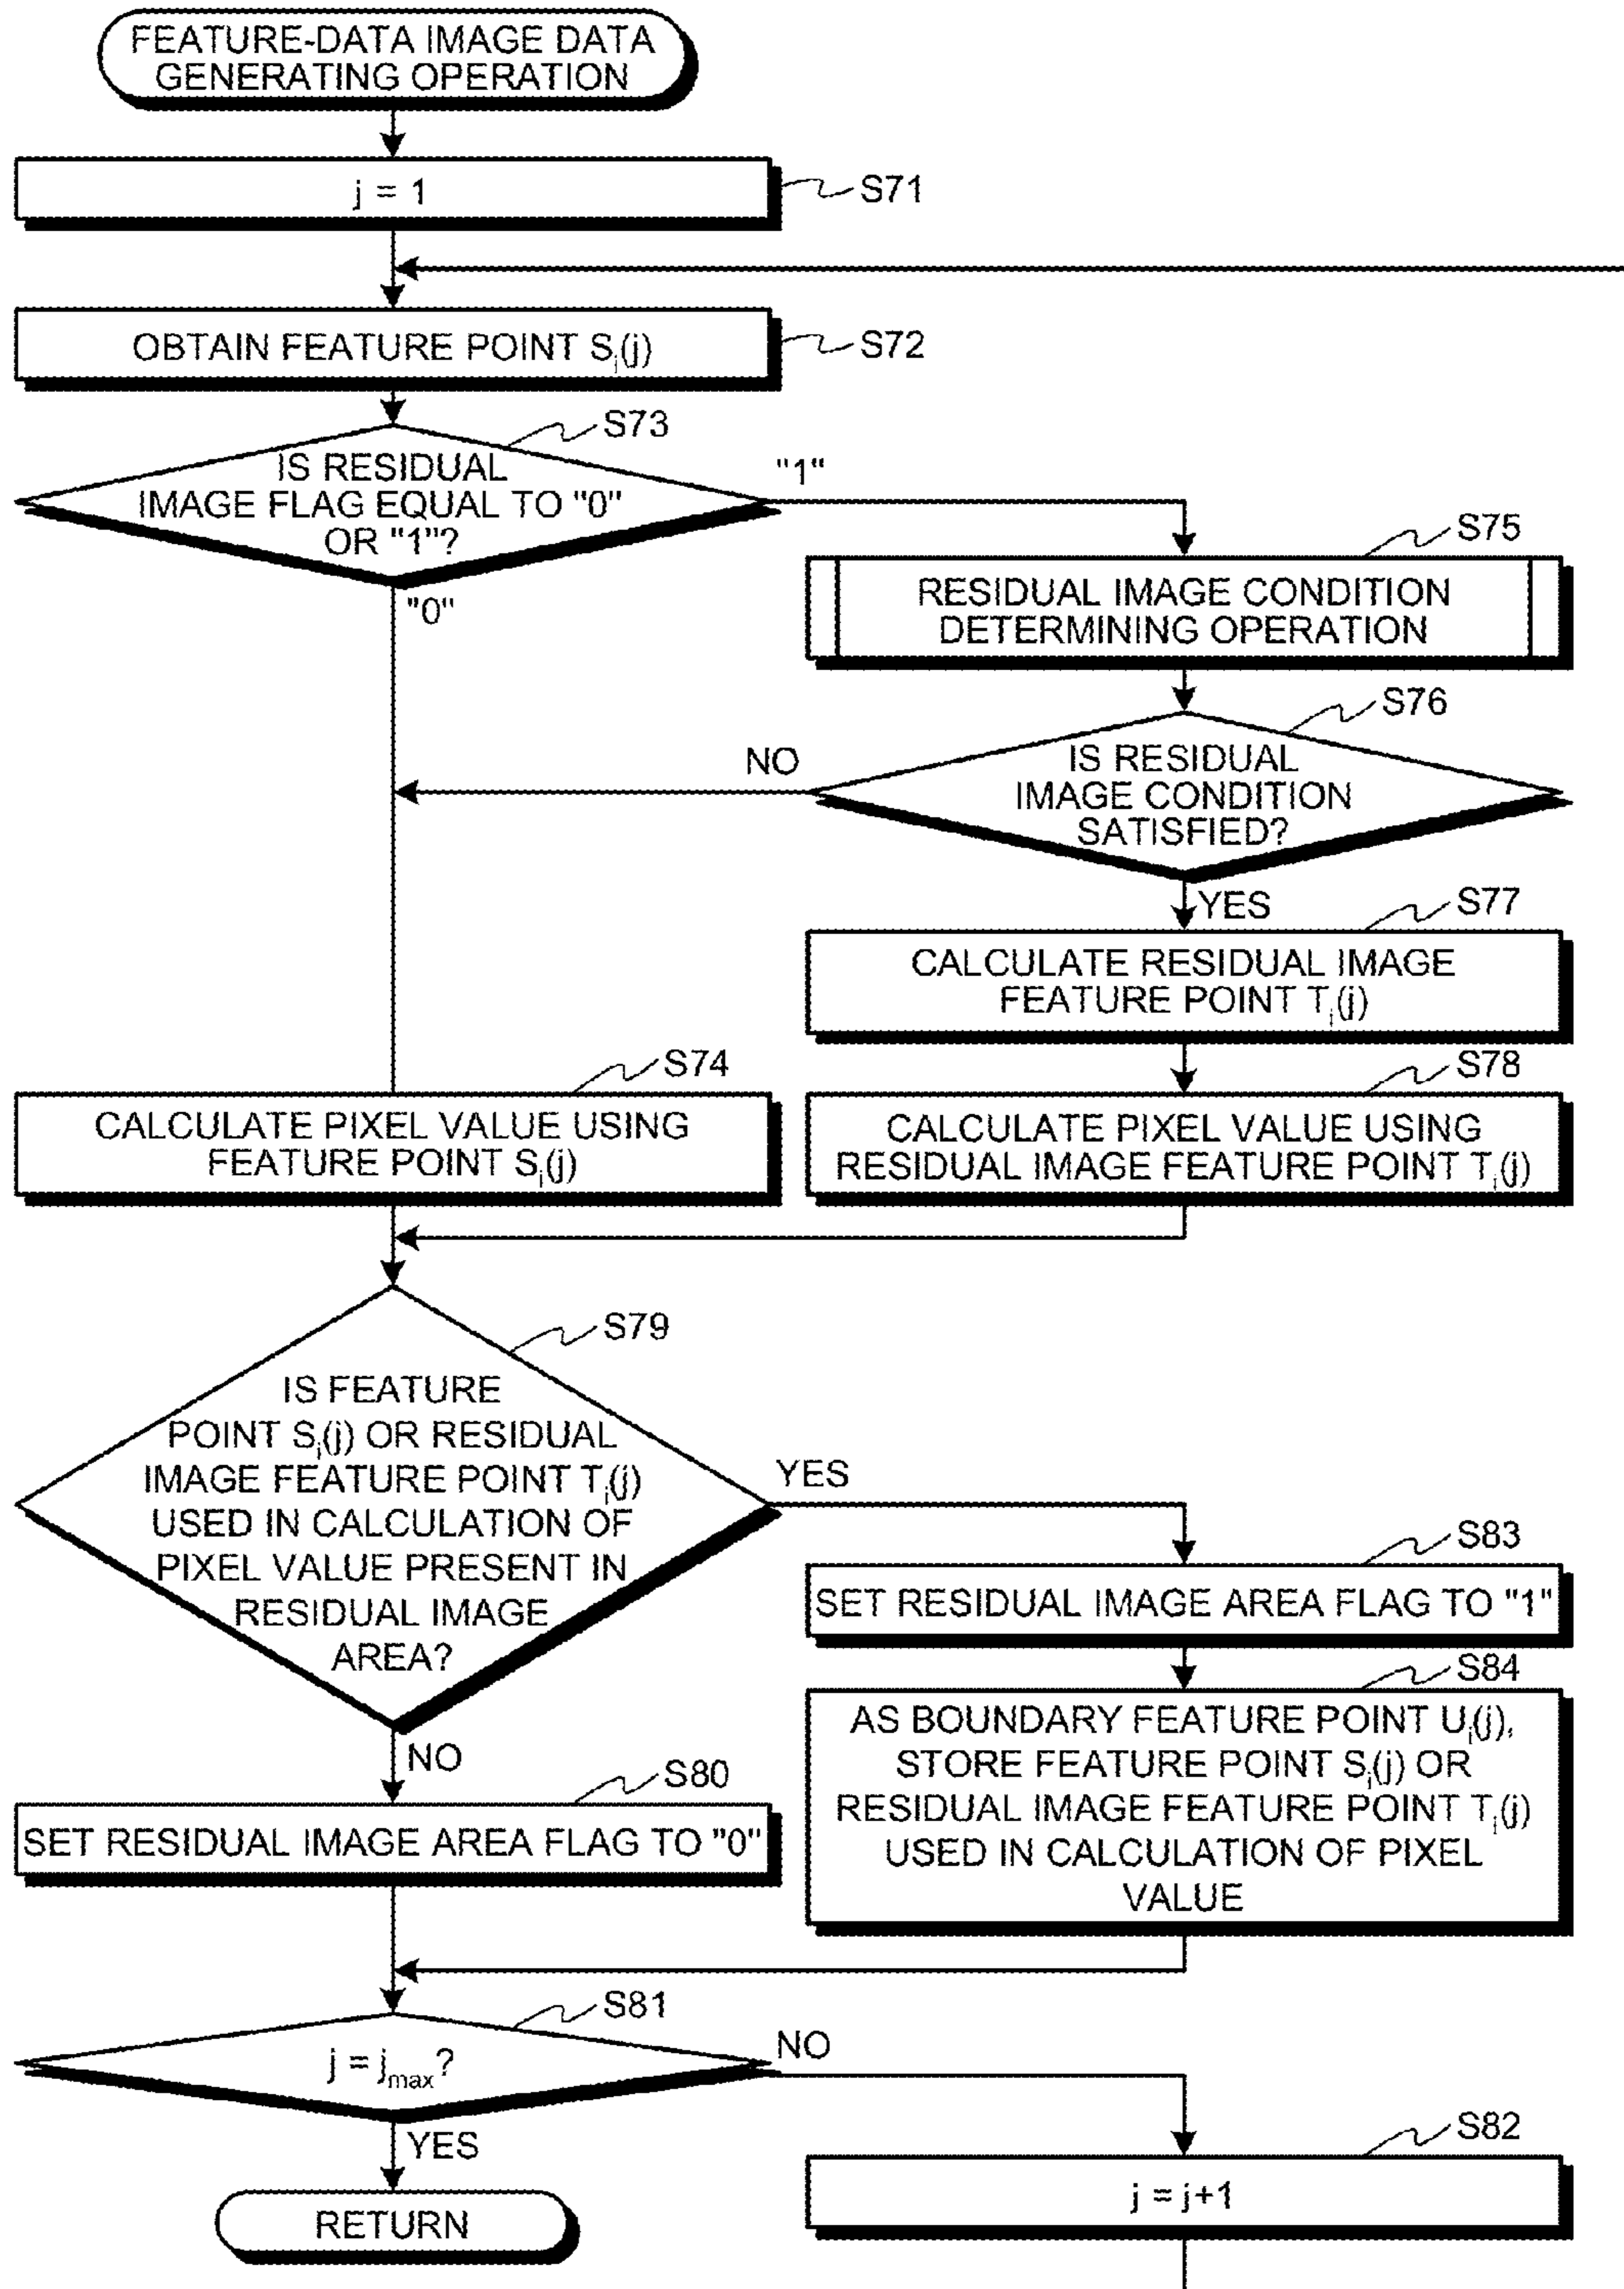 FEATURE-DATA IMAGE DATA
GENERATING OPERATION
j = 1
S71
OBTAIN FEATURE POINT Si(j)
S72
S73
IS RESIDUAL
IMAGE FLAG EQUAL TO "0"
OR "1"?
"1"
"0"
S75
RESIDUAL IMAGE CONDITION
DETERMINING OPERATION
S76
IS RESIDUAL
IMAGE CONDITION
SATISFIED?
NO
YES
S77
CALCULATE RESIDUAL IMAGE
FEATURE POINT Ti(j)
S74
CALCULATE PIXEL VALUE USING
FEATURE POINT Si(j)
S78
CALCULATE PIXEL VALUE USING
RESIDUAL IMAGE FEATURE POINT Ti(j)
S79
IS FEATURE
POINT Si(j) OR RESIDUAL
IMAGE FEATURE POINT Ti(j)
USED IN CALCULATION OF
PIXEL VALUE PRESENT IN
RESIDUAL IMAGE
AREA?
YES
NO
S83
SET RESIDUAL IMAGE AREA FLAG TO "1"
S84
AS BOUNDARY FEATURE POINT Ui(j),
STORE FEATURE POINT Si(j) OR
RESIDUAL IMAGE FEATURE POINT Ti(j)
USED IN CALCULATION OF PIXEL
VALUE
S80
SET RESIDUAL IMAGE AREA FLAG TO "0"
S81
j = jmax?
NO
YES
S82
j = j+1
RETURN